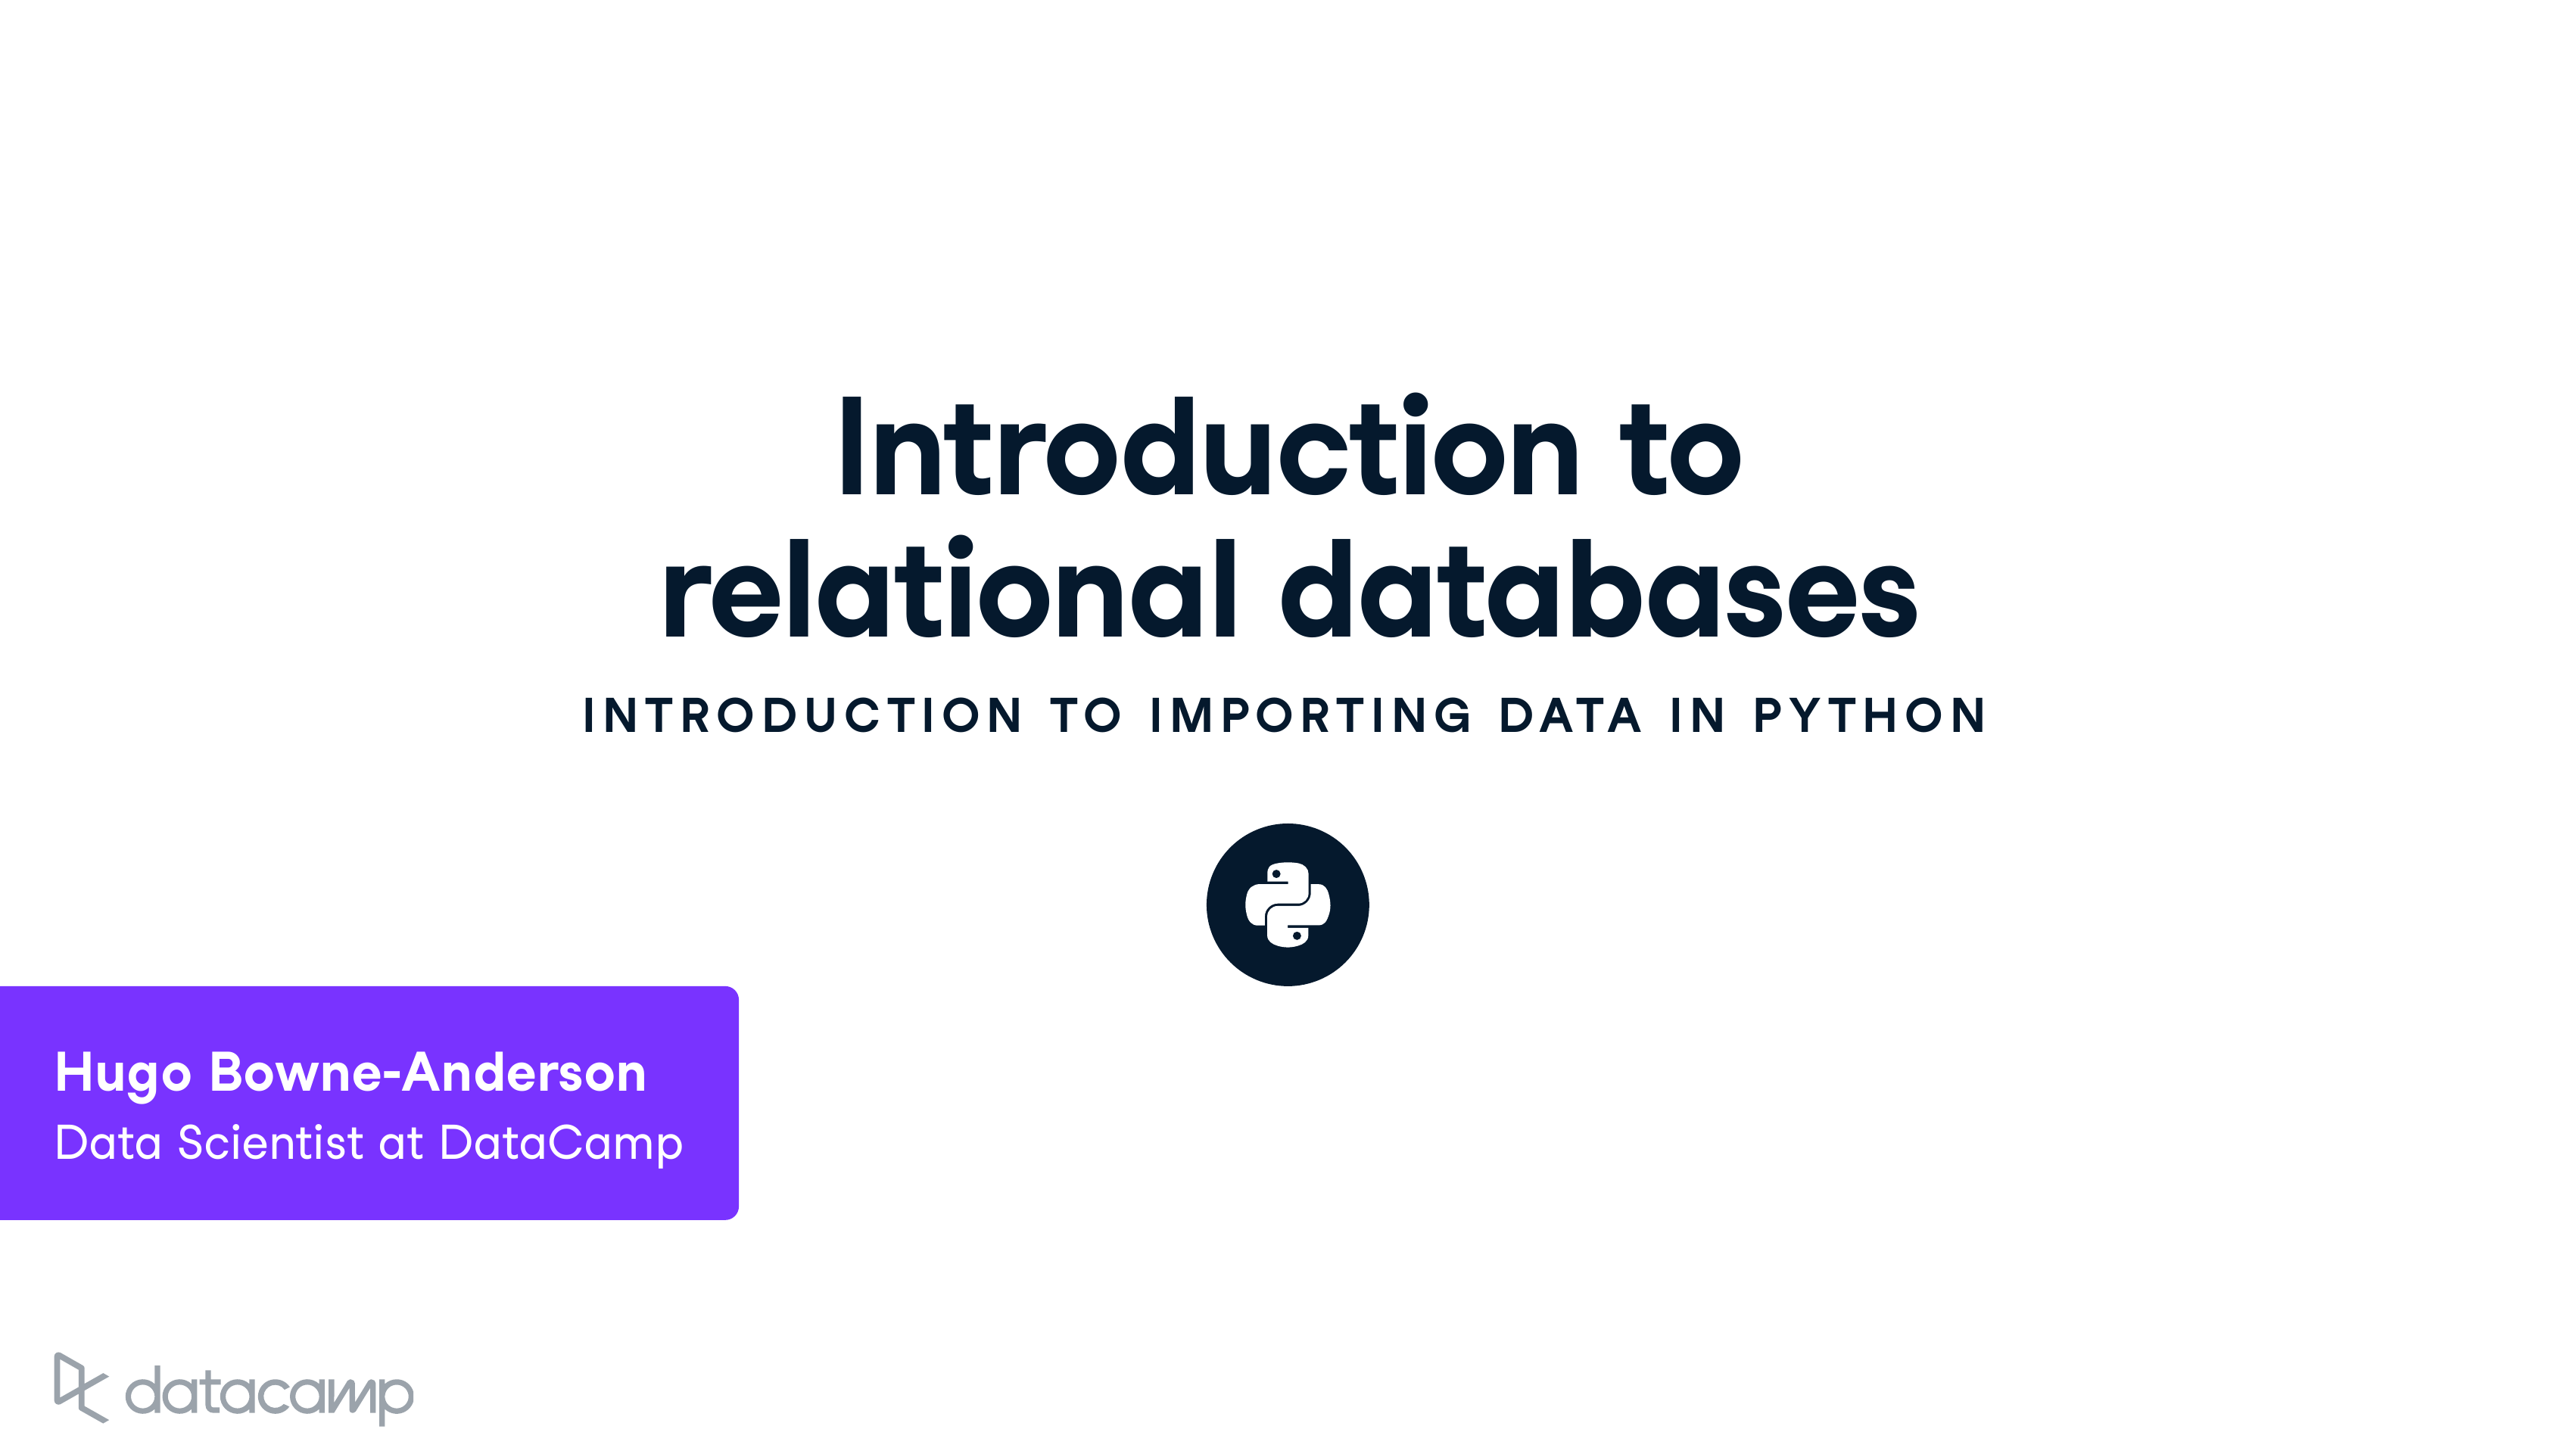 Introduction to
relational databases
INTRODUCTION TO IMPORTING DATA IN PYTHON
Hugo Bowne-Anderson
Data Scientist at DataCamp
datacamp